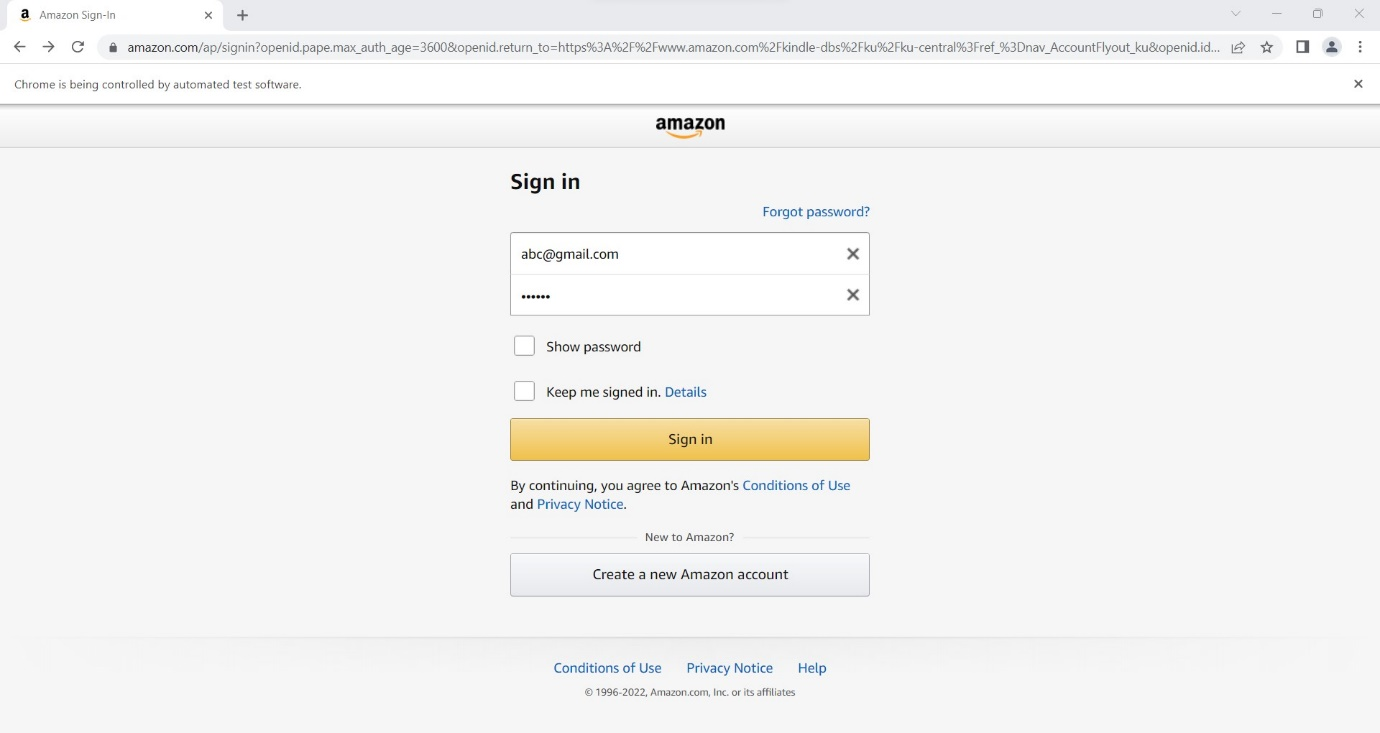 Amazon Sign-In
amazon.com/ap/signin?openid.pape.max_auth_age=3600&openid.return_to=https%3A%2F%2Fwww.amazon.com%2Fkindle-dbs%2Fku%2Fku-central%3Fref_%3Dnav_AccountFlyout_ku&openid.id...
Chrome is being controlled by automated test software.
amazon
Sign in
Forgot password?
abc@gmail.com
••••••
Show password
Keep me signed in. Details
Sign in
By continuing, you agree to Amazon's Conditions of Use
and Privacy Notice.
New to Amazon?
Create a new Amazon account
Conditions of Use Privacy Notice Help
© 1996-2022, Amazon.com, Inc. or its affiliates